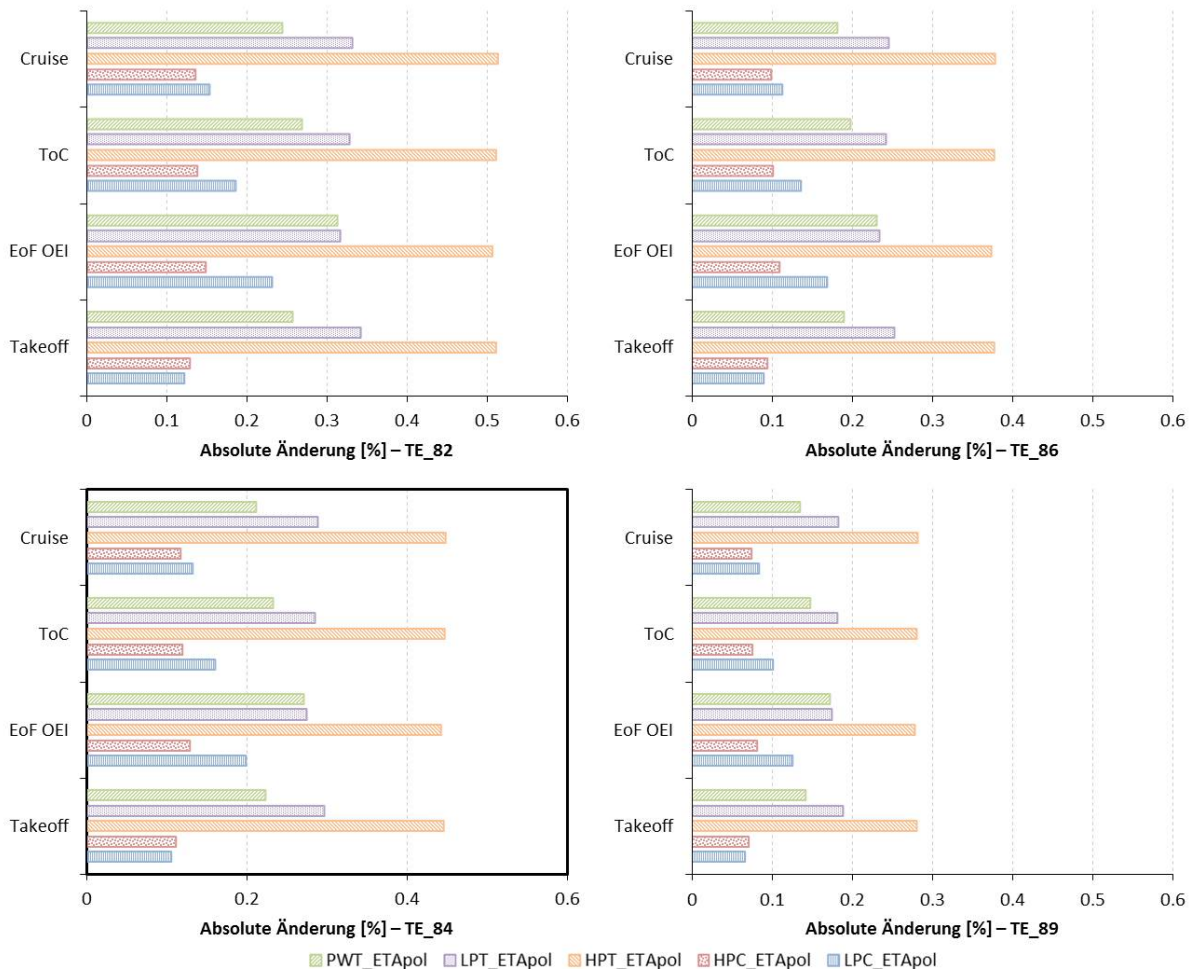 Cruise
ToC
EoF OEI
Takeoff
0 0.1 0.2 0.3 0.4 0.5 0.6
Absolute Änderung [%] – TE_82
Cruise
ToC
EoF OEI
Takeoff
0 0.1 0.2 0.3 0.4 0.5 0.6
Absolute Änderung [%] – TE_86
Cruise
ToC
EoF OEI
Takeoff
0 0.2 0.4 0.6
Absolute Änderung [%] – TE_84
Cruise
ToC
EoF OEI
Takeoff
0 0.1 0.2 0.3 0.4 0.5 0.6
Absolute Änderung [%] – TE_89
PWT_ETApol LPT_ETApol HPT_ETApol HPC_ETApol LPC_ETApol